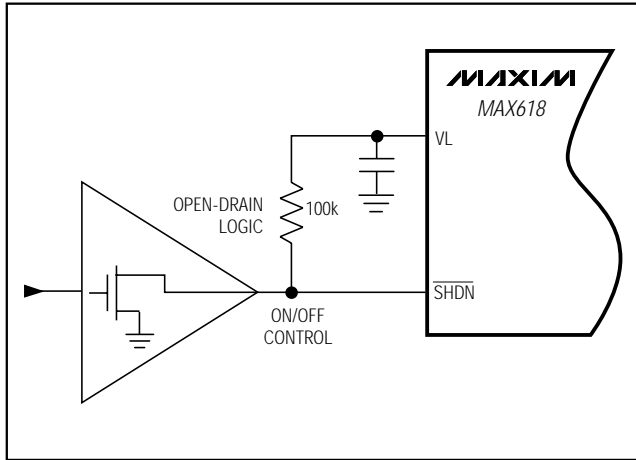 MAXIM
MAX618
VL
OPEN-DRAIN
LOGIC
100k
SHDN
ON/OFF
CONTROL